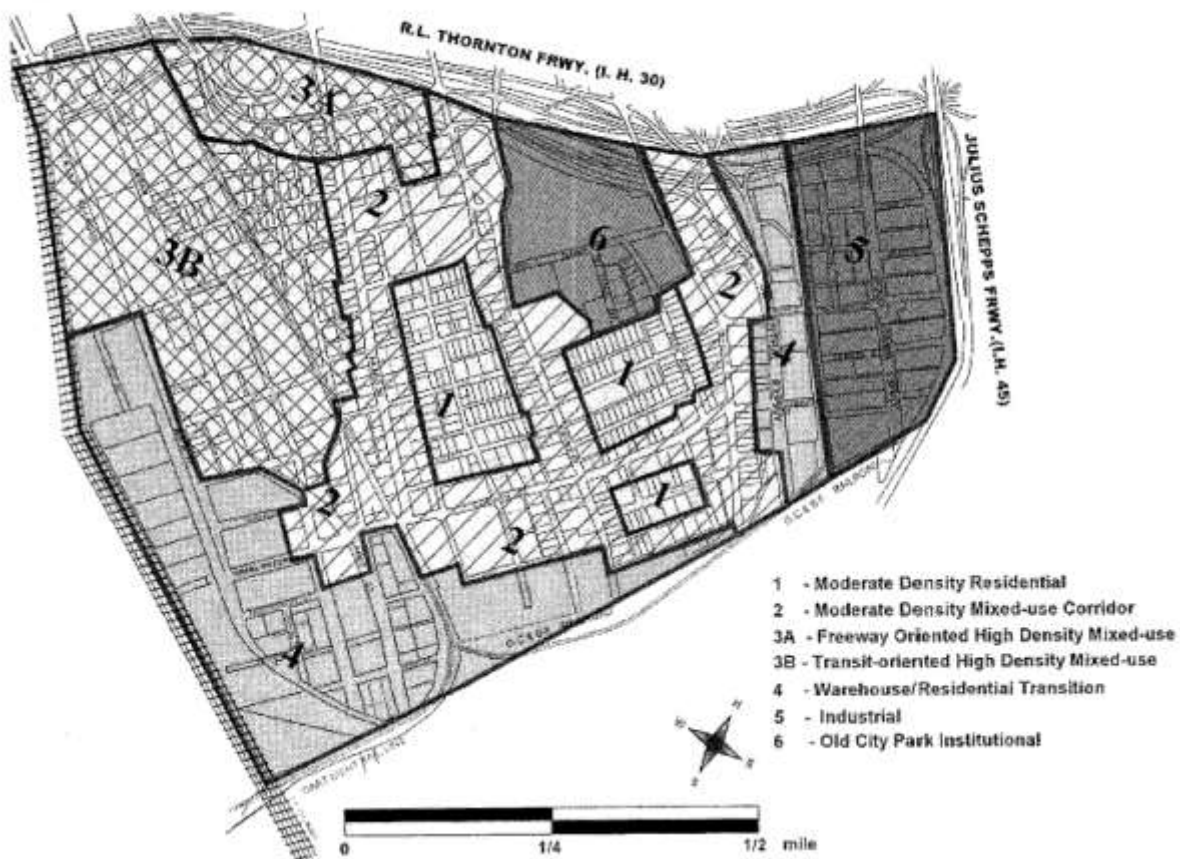 R.L. THORNTON FRWY. (I. H. 30)
JULIUS SCHEPPS FRWY.(I.H. 45)
3A
2
3B
6
2
5
4
1
1
1
2
2
4
1 - Moderate Density Residential
2 - Moderate Density Mixed-use Corridor
3A - Freeway Oriented High Density Mixed-use
3B - Transit-oriented High Density Mixed-use
4 - Warehouse/Residential Transition
5 - Industrial
6 - Old City Park Institutional
0 1/4 1/2 mile